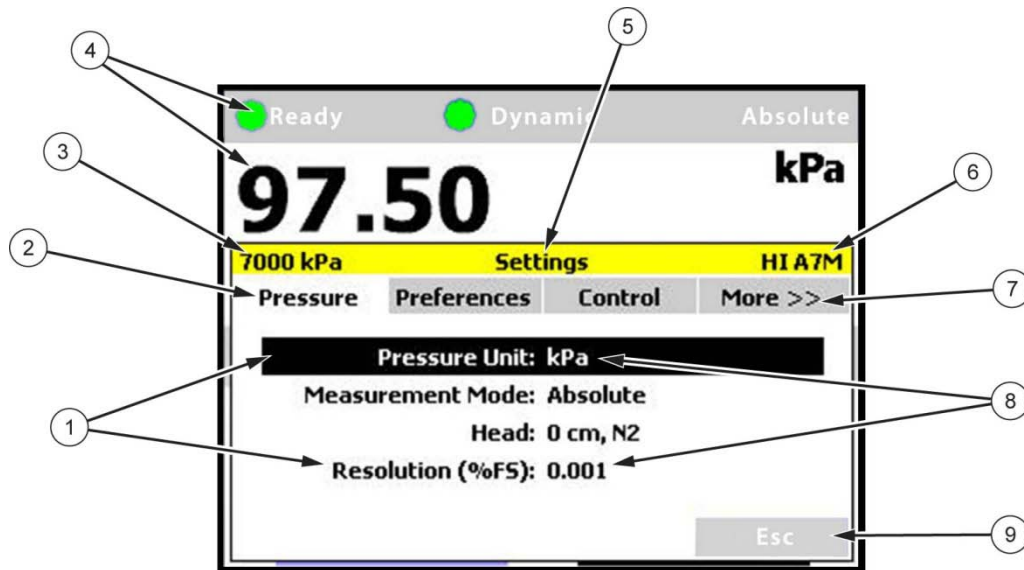 5
4
Ready Dynamic Absolute
3
97.50 kPa
6
2
7000 kPa Settings HI A7M
Pressure Preferences Control More >>
7
Pressure Unit: kPa
Measurement Mode: Absolute
8
1
Head: 0 cm, N2
Resolution (%FS): 0.001
Esc
9